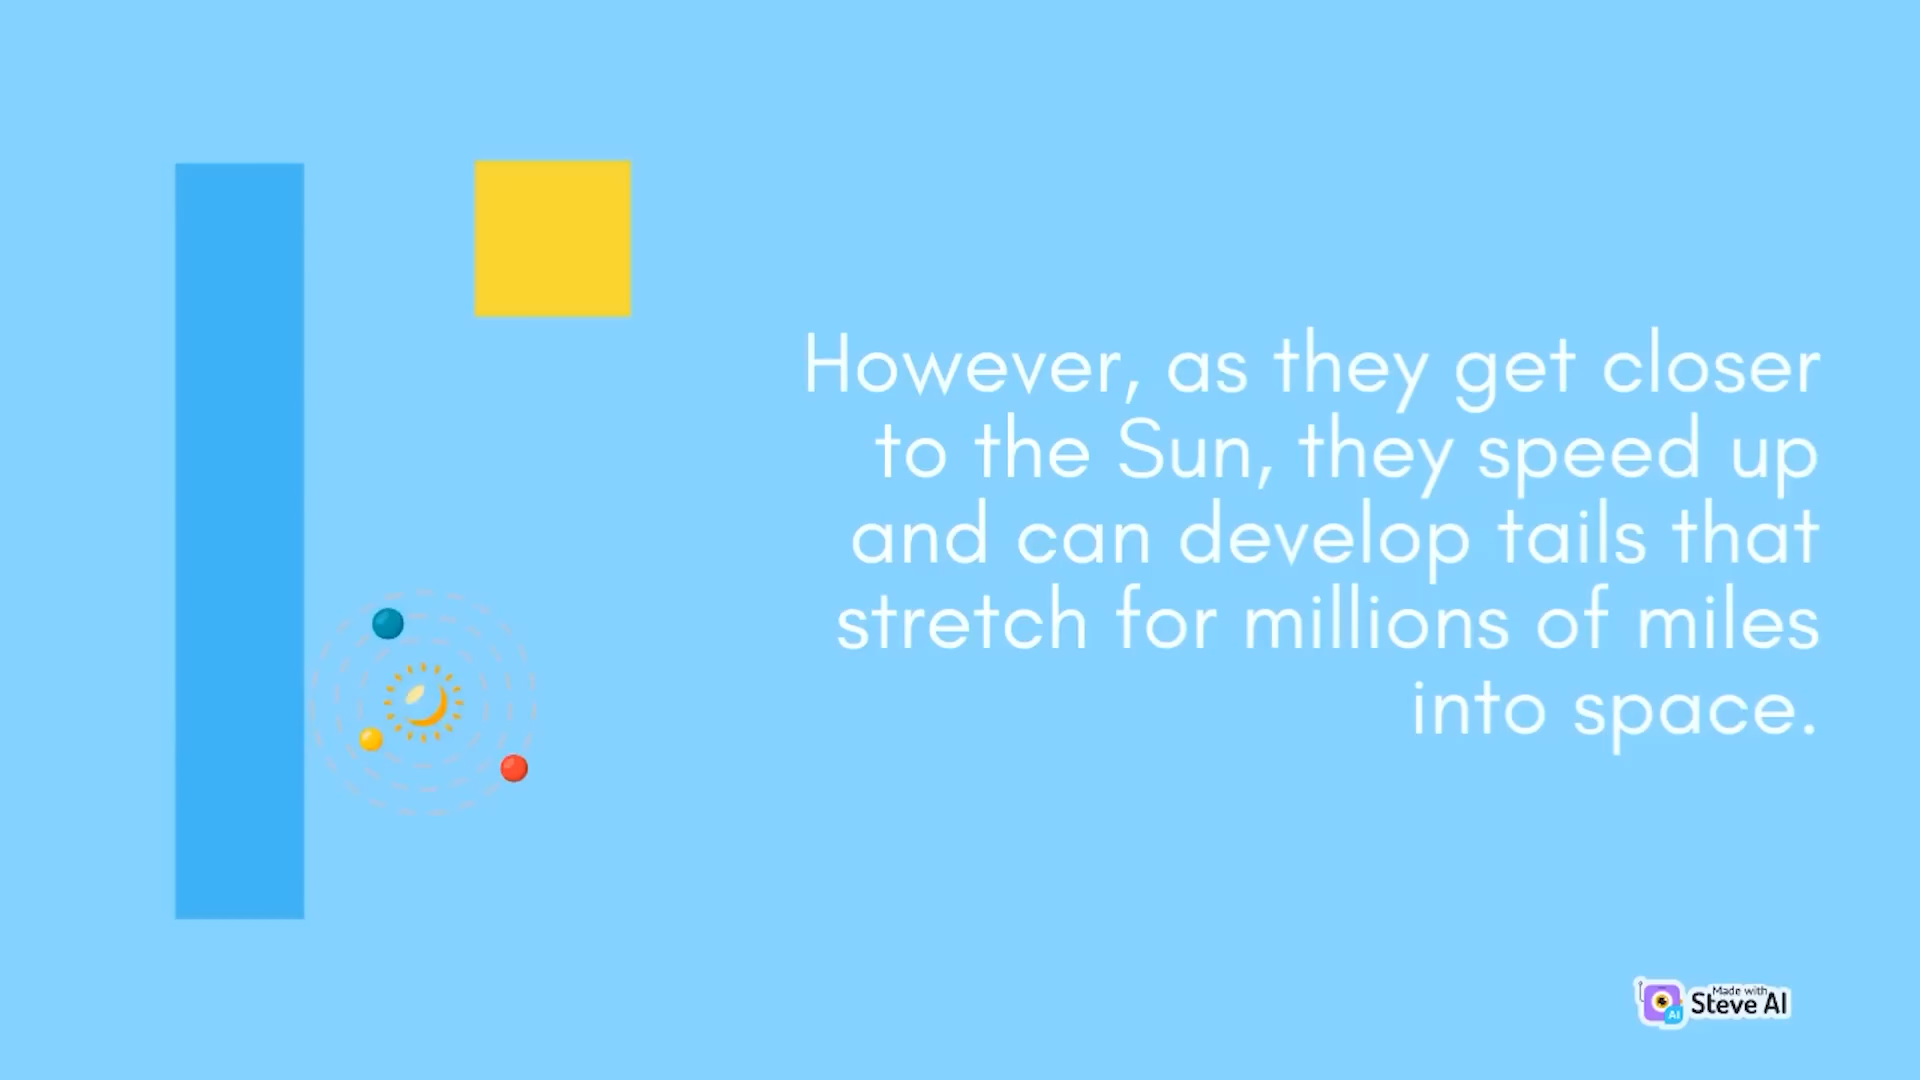 However, as they get closer
to the Sun, they speed up
and can develop tails that
stretch for millions of miles
into space.
Made with
Steve AI
AI